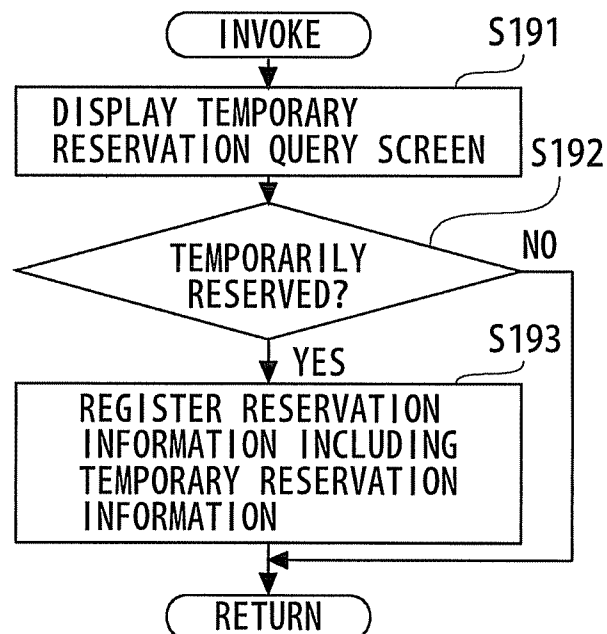 INVOKE
S191
DISPLAY TEMPORARY
RESERVATION QUERY SCREEN
S192
TEMPORARILY
RESERVED?
NO
YES
S193
REGISTER RESERVATION
INFORMATION INCLUDING
TEMPORARY RESERVATION
INFORMATION
RETURN